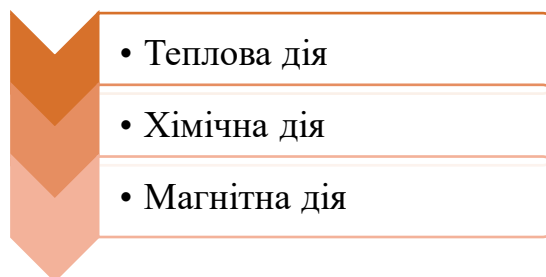 • Теплова дія
• Хімічна дія
• Магнітна дія